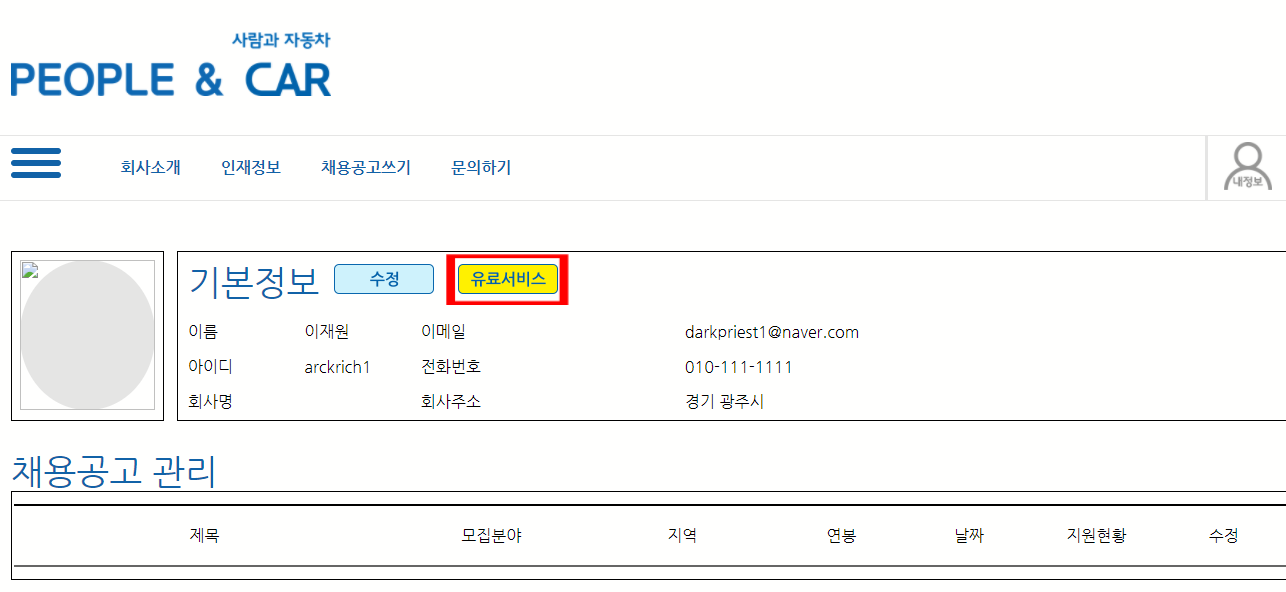 사람과 자동차
PEOPLE & CAR
회사소개 인재정보 채용공고쓰기 문의하기 내정보
기본정보 수정 유료서비스
이름 이재원 이메일 darkpriest1@naver.com
아이디 arckrich1 전화번호 010-111-1111
회사명 회사주소 경기 광주시
채용공고 관리
제목 모집분야 지역 연봉 날짜 지원현황 수정